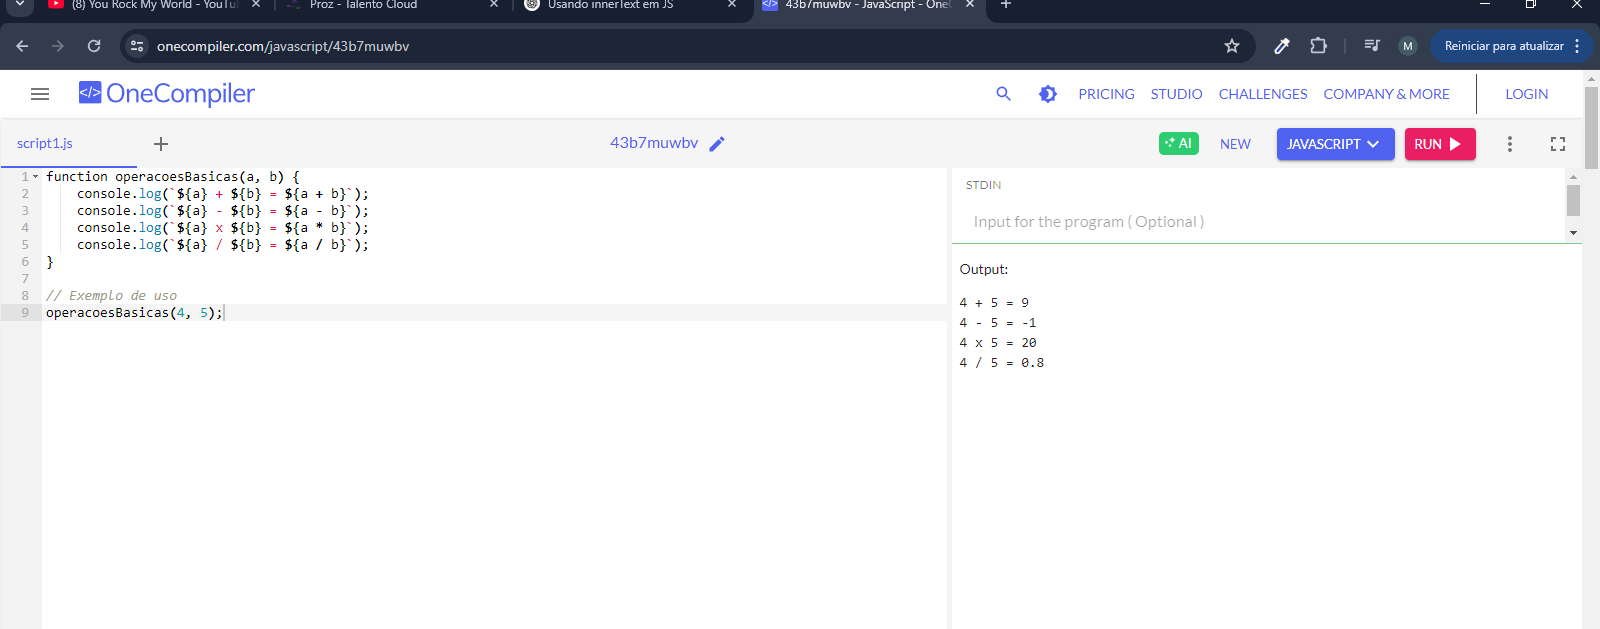 (8) You Rock My World - YouTu
Proz - Talento Cloud
Usando innerText em JS
43b7muwbv - JavaScript - OneC
onecompiler.com/javascript/43b7muwbv
M
Reiniciar para atualizar
</> OneCompiler
PRICING STUDIO CHALLENGES COMPANY & MORE LOGIN
script1.js
43b7muwbv
AI NEW JAVASCRIPT RUN
1 function operacoesBasicas(a, b) {
2 console.log(`${a} + ${b} = ${a + b}`);
3 console.log(`${a} - ${b} = ${a - b}`);
4 console.log(`${a} x ${b} = ${a * b}`);
5 console.log(`${a} / ${b} = ${a / b}`);
6 }
7
8 // Exemplo de uso
9 operacoesBasicas(4, 5);
STDIN
Input for the program ( Optional )
Output:
4 + 5 = 9
4 - 5 = -1
4 x 5 = 20
4 / 5 = 0.8